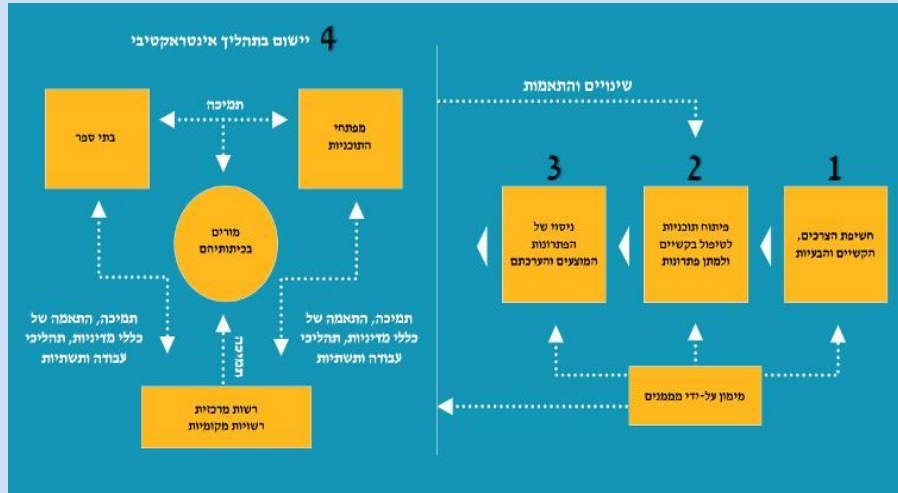 4 יישום בתהליך אינטראקטיבי
שינויים והתאמות
1
חשיפת הצרכים,
הקשיים והבעיות
2
פיתוח תוכניות
לטיפול בקשיים
ולמתן פתרונות
3
ניסוי של
הפתרונות
המוצעים והערכתם
מימון על-ידי מממנים
תמיכה
מפתחי
התוכניות
בתי ספר
מורים
בכיתותיהם
תמיכה, התאמה של
כללי מדיניות, תהליכי
עבודה ותשתיות
תמיכה, התאמה של
כללי מדיניות, תהליכי
עבודה ותשתיות
תמיכה
רשות מרכזית
רשויות מקומיות